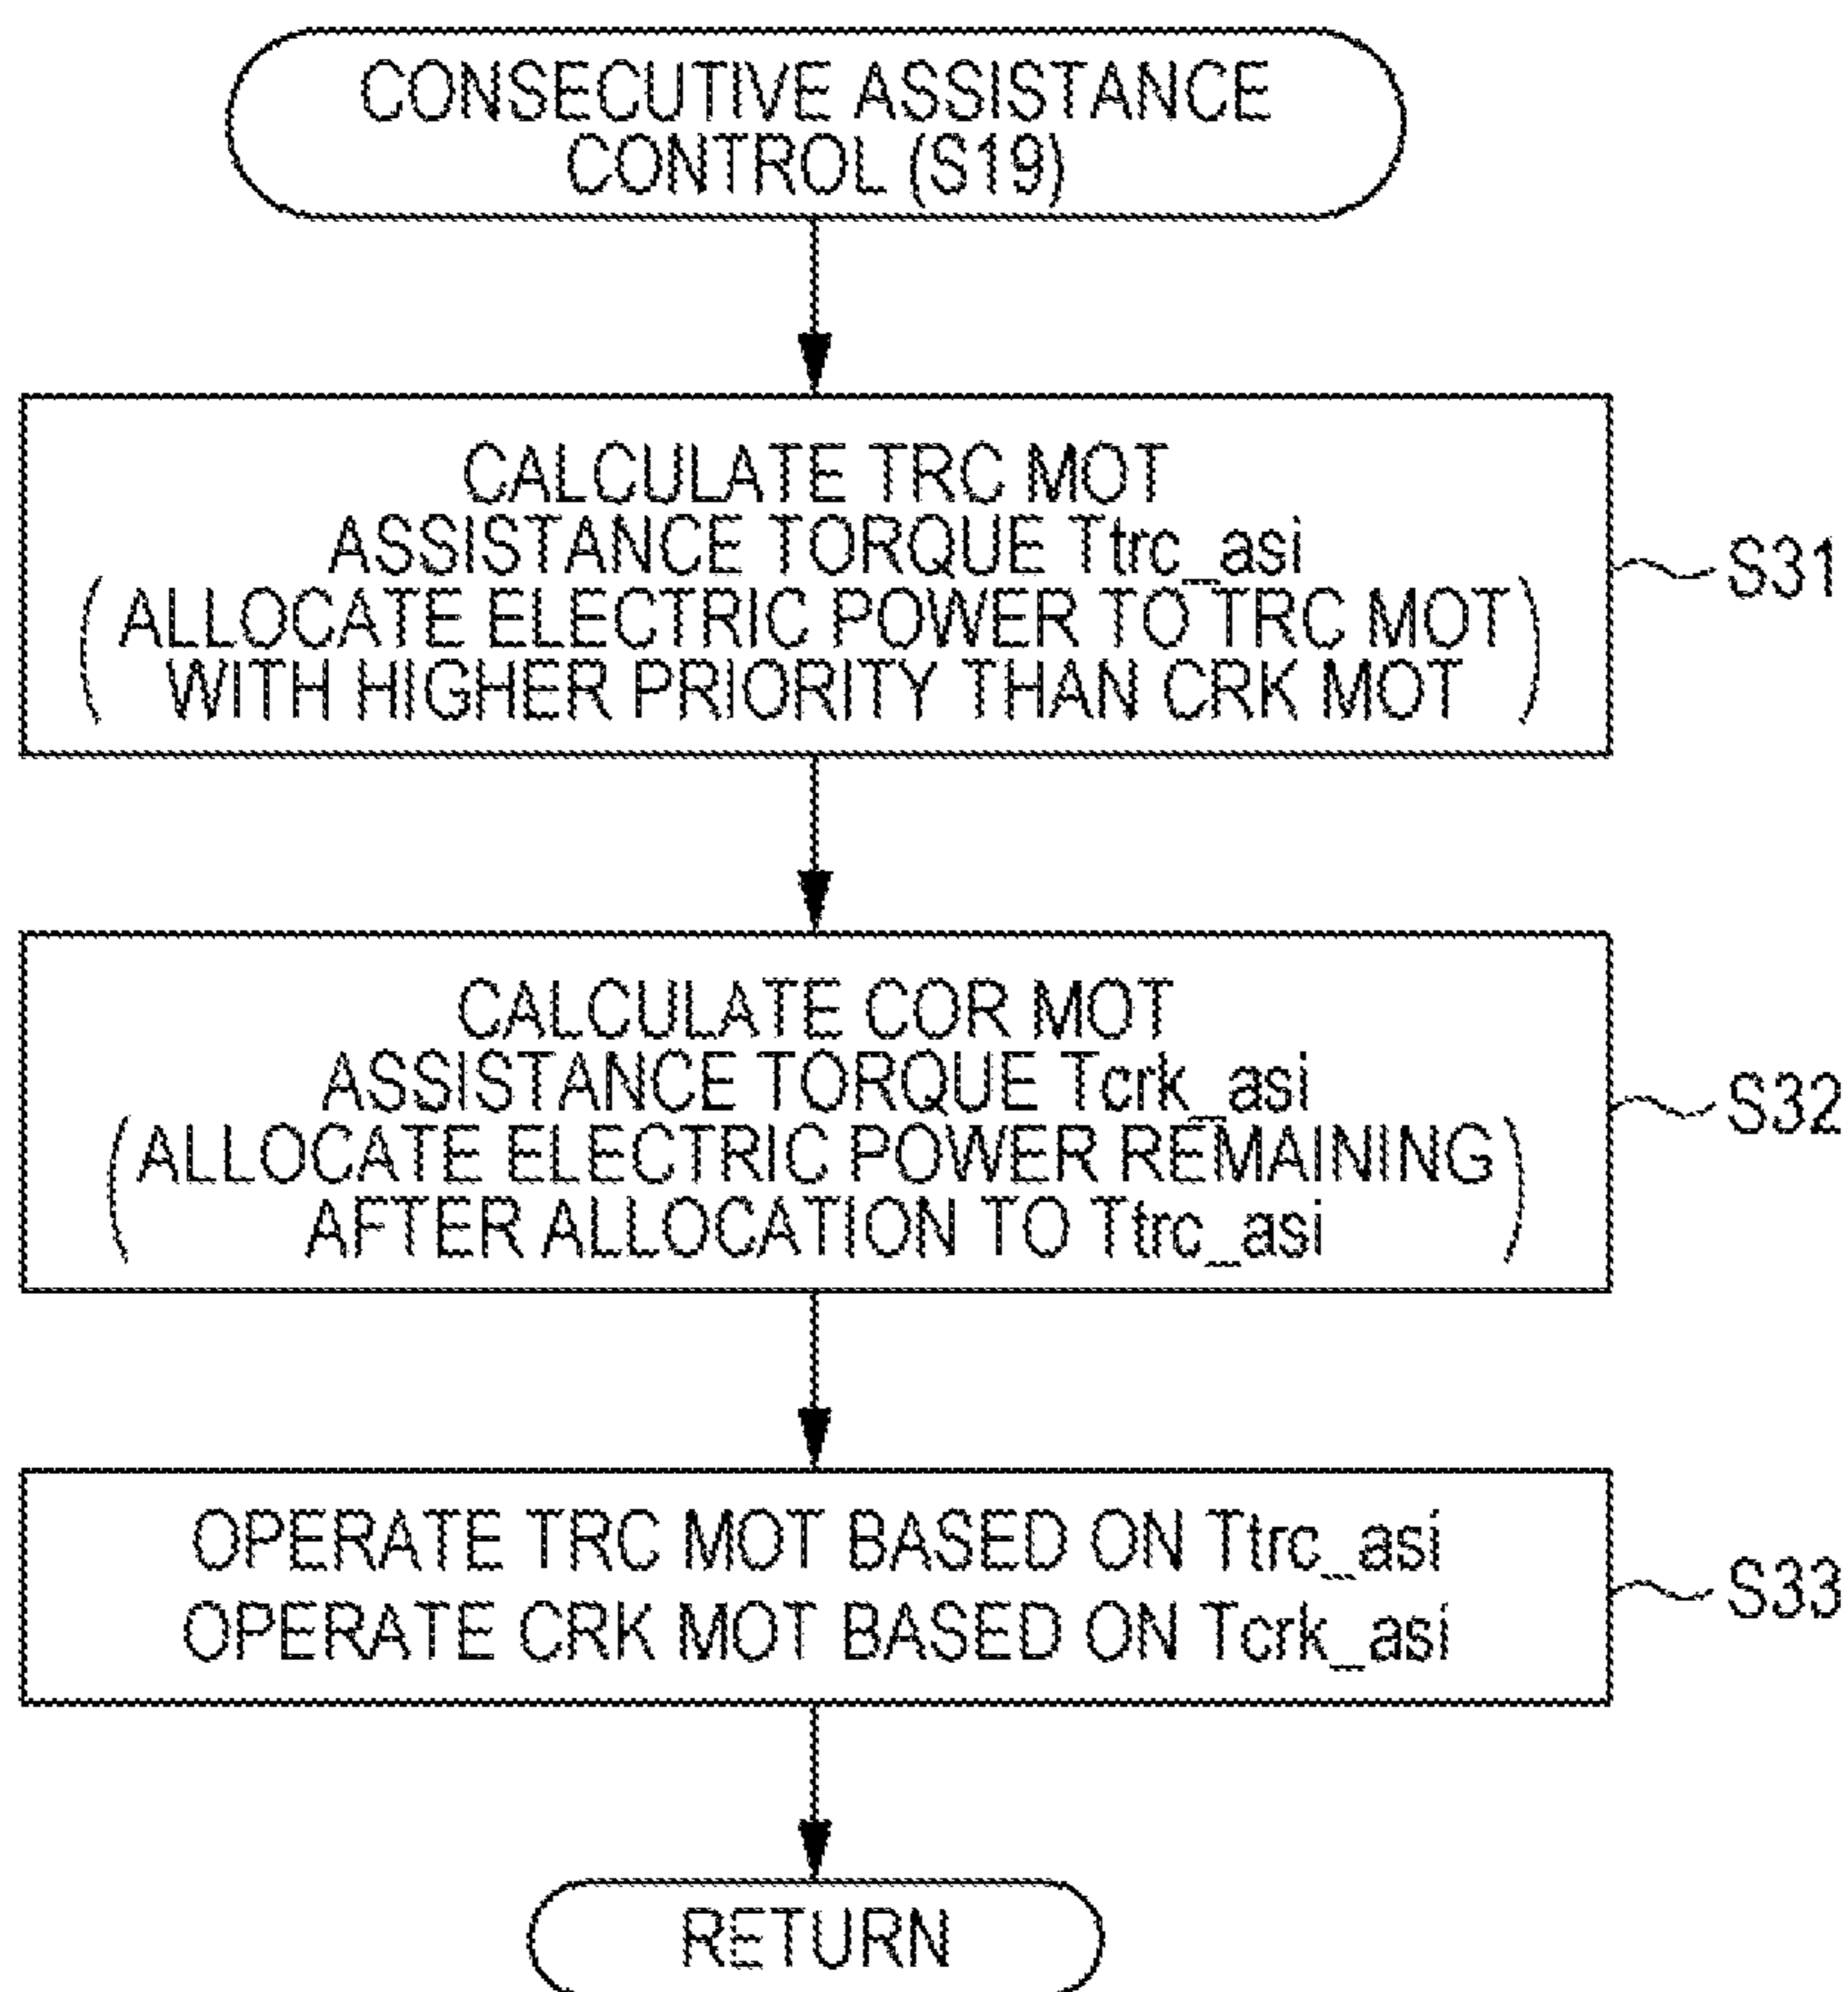 CONSECUTIVE ASSISTANCE
CONTROL (S19)
CALCULATE TRC MOT
ASSISTANCE TORQUE Ttrc_asi
(ALLOCATE ELECTRIC POWER TO TRC MOT
WITH HIGHER PRIORITY THAN CRK MOT)
S31
CALCULATE COR MOT
ASSISTANCE TORQUE Tcrk_asi
(ALLOCATE ELECTRIC POWER REMAINING
AFTER ALLOCATION TO Ttrc_asi)
S32
OPERATE TRC MOT BASED ON Ttrc_asi
OPERATE CRK MOT BASED ON Tcrk_asi
S33
RETURN